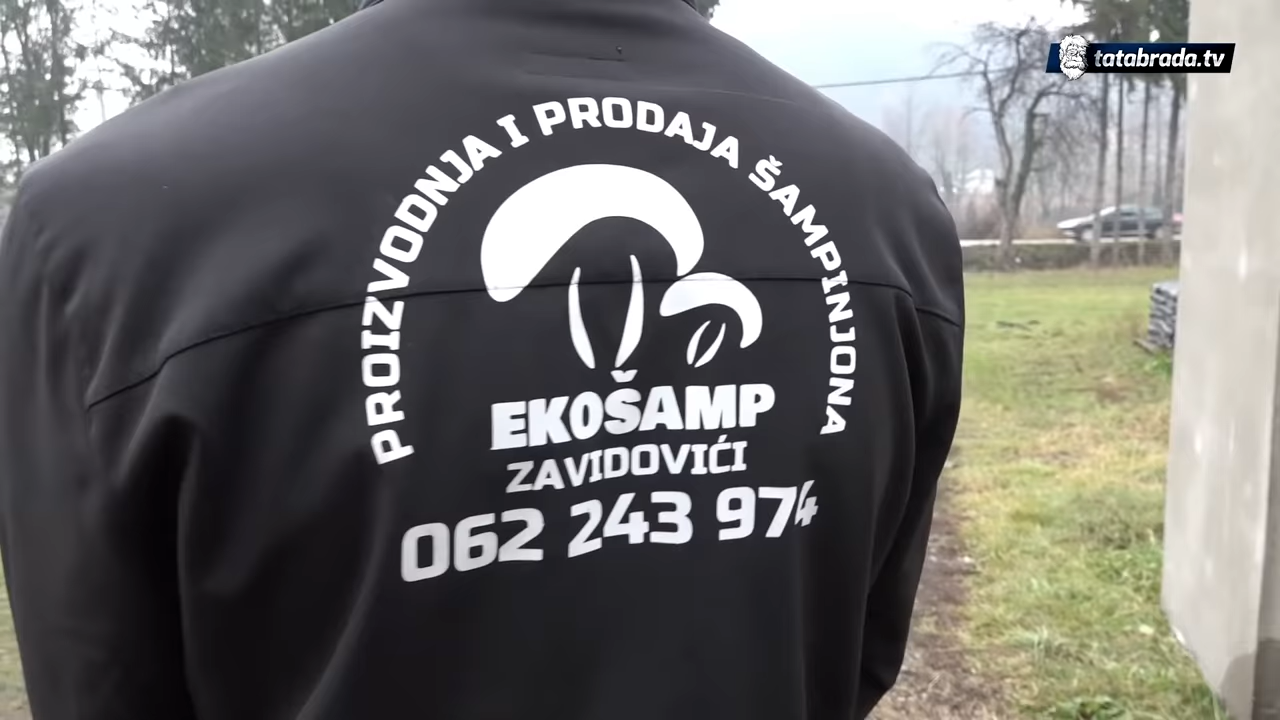 tatabrada.tv
PROIZVODNJA I PRODAJA ŠAMPINJONA
EKOŠAMP
ZAVIDOVIĆI
062 243 974